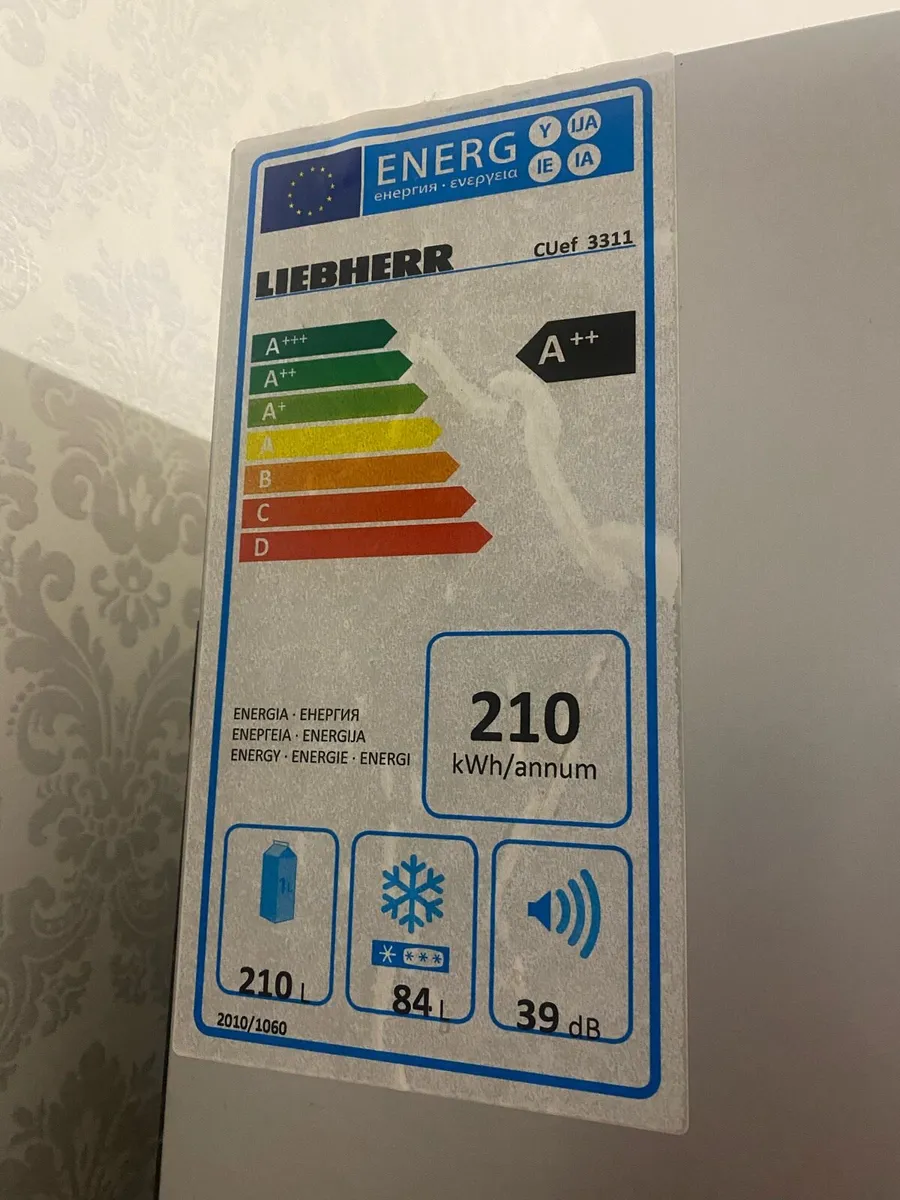 ENERG Y IJA
енергия · ενεργεια IE IA
LIEBHERR CUef 3311
A+++
A++ A++
A+
A
B
C
D
ENERGIA · ЕНЕРГИЯ
ΕΝΕΡΓΕΙΑ · ENERGIJA
ENERGY · ENERGIE · ENERGI
210
kWh/annum
1L
210 L
84 L
39 dB
2010/1060